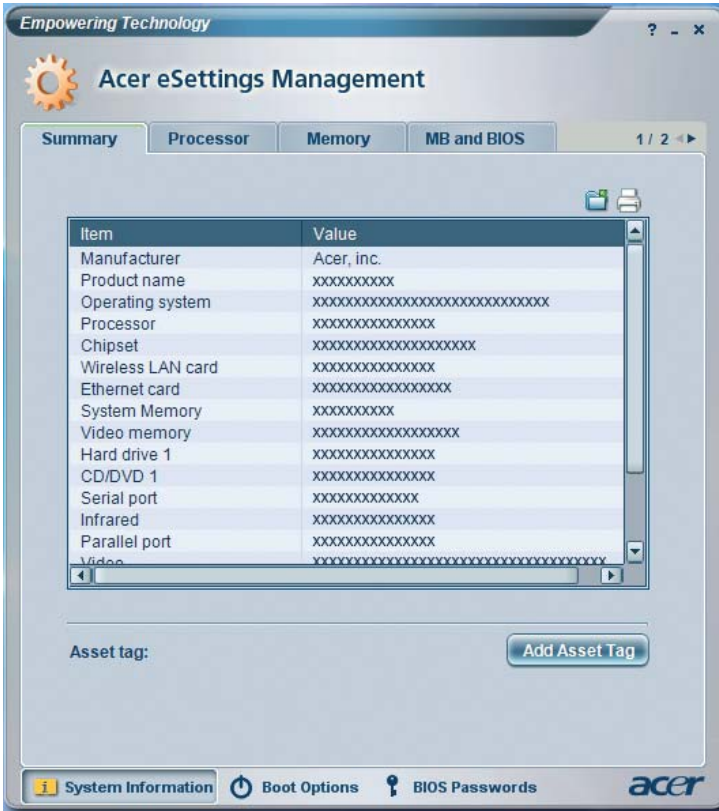 Empowering Technology
? - ×
Acer eSettings Management
Summary Processor Memory MB and BIOS 1 / 2
Item Value
Manufacturer Acer, inc.
Product name xxxxxxxxxx
Operating system xxxxxxxxxxxxxxxxxxxxxxxxxxxxx
Processor xxxxxxxxxxxxxxx
Chipset xxxxxxxxxxxxxxxxxxxx
Wireless LAN card xxxxxxxxxxxxxxx
Ethernet card xxxxxxxxxxxxxxxxx
System Memory xxxxxxxxxx
Video memory xxxxxxxxxxxxxxxxxx
Hard drive 1 xxxxxxxxxxxxxxx
CD/DVD 1 xxxxxxxxxxxxxxx
Serial port xxxxxxxxxxxxx
Infrared xxxxxxxxxxxxxxx
Parallel port xxxxxxxxxxxxxxx
Video xxxxxxxxxxxxxxxxxxxxxxxxxxxxxxxxxxxx
Asset tag: Add Asset Tag
System Information Boot Options BIOS Passwords acer